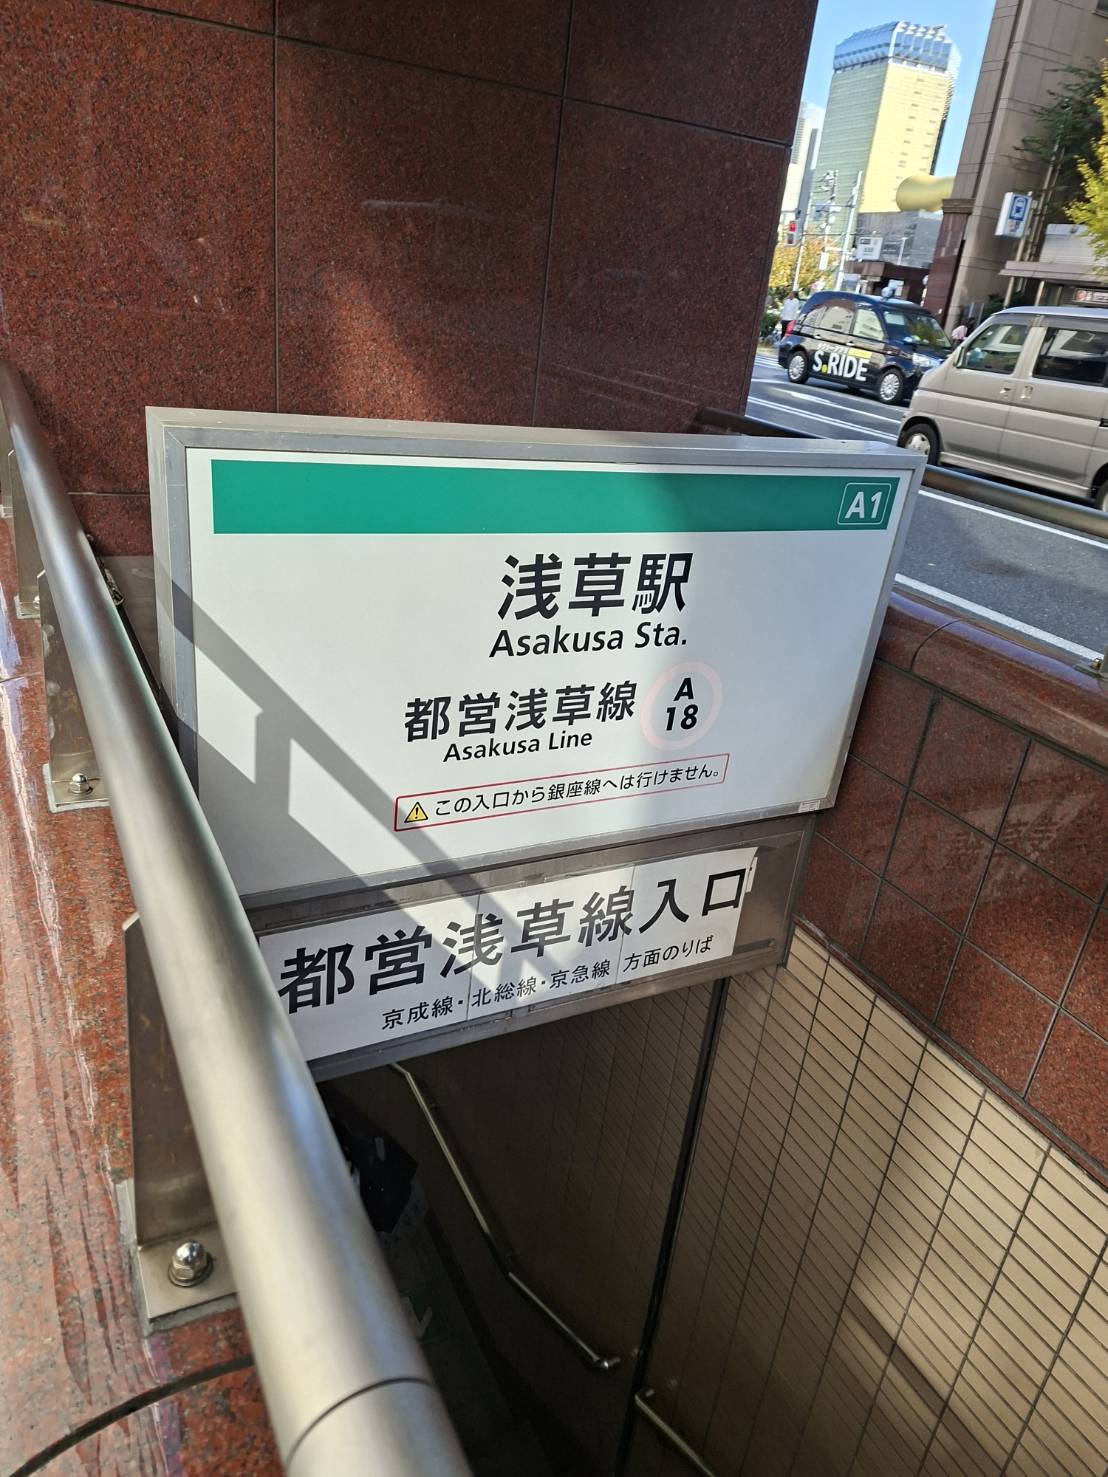 A1
浅草駅
Asakusa Sta.
都営浅草線
A
18
Asakusa Line
この入口から銀座線へは行けません。
都営浅草線入口
京成線・北総線・京急線 方面のりば
S.RIDE